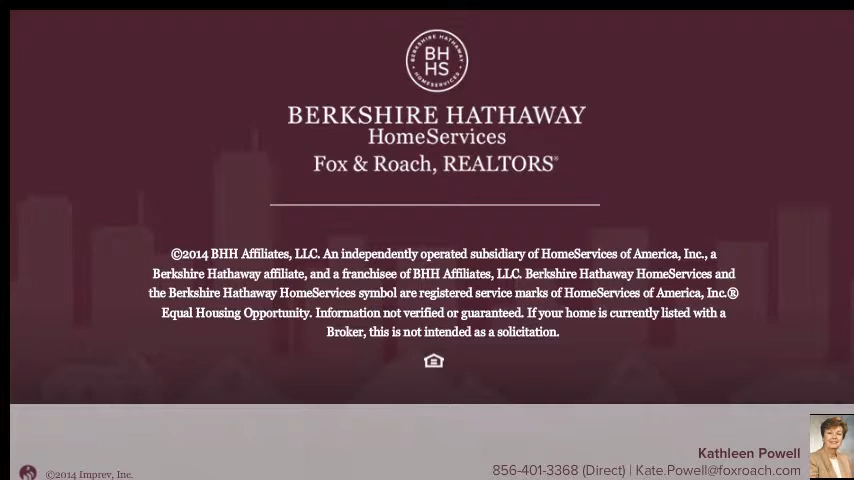 BERKSHIRE HATHAWAY
BH
HS
HOMESERVICES
BERKSHIRE HATHAWAY
HomeServices
Fox & Roach, REALTORS®
©2014 BHH Affiliates, LLC. An independently operated subsidiary of HomeServices of America, Inc., a
Berkshire Hathaway affiliate, and a franchisee of BHH Affiliates, LLC. Berkshire Hathaway HomeServices and
the Berkshire Hathaway HomeServices symbol are registered service marks of HomeServices of America, Inc.®
Equal Housing Opportunity. Information not verified or guaranteed. If your home is currently listed with a
Broker, this is not intended as a solicitation.
Kathleen Powell
856-401-3368 (Direct) | Kate.Powell@foxroach.com
©2014 Imprev, Inc.